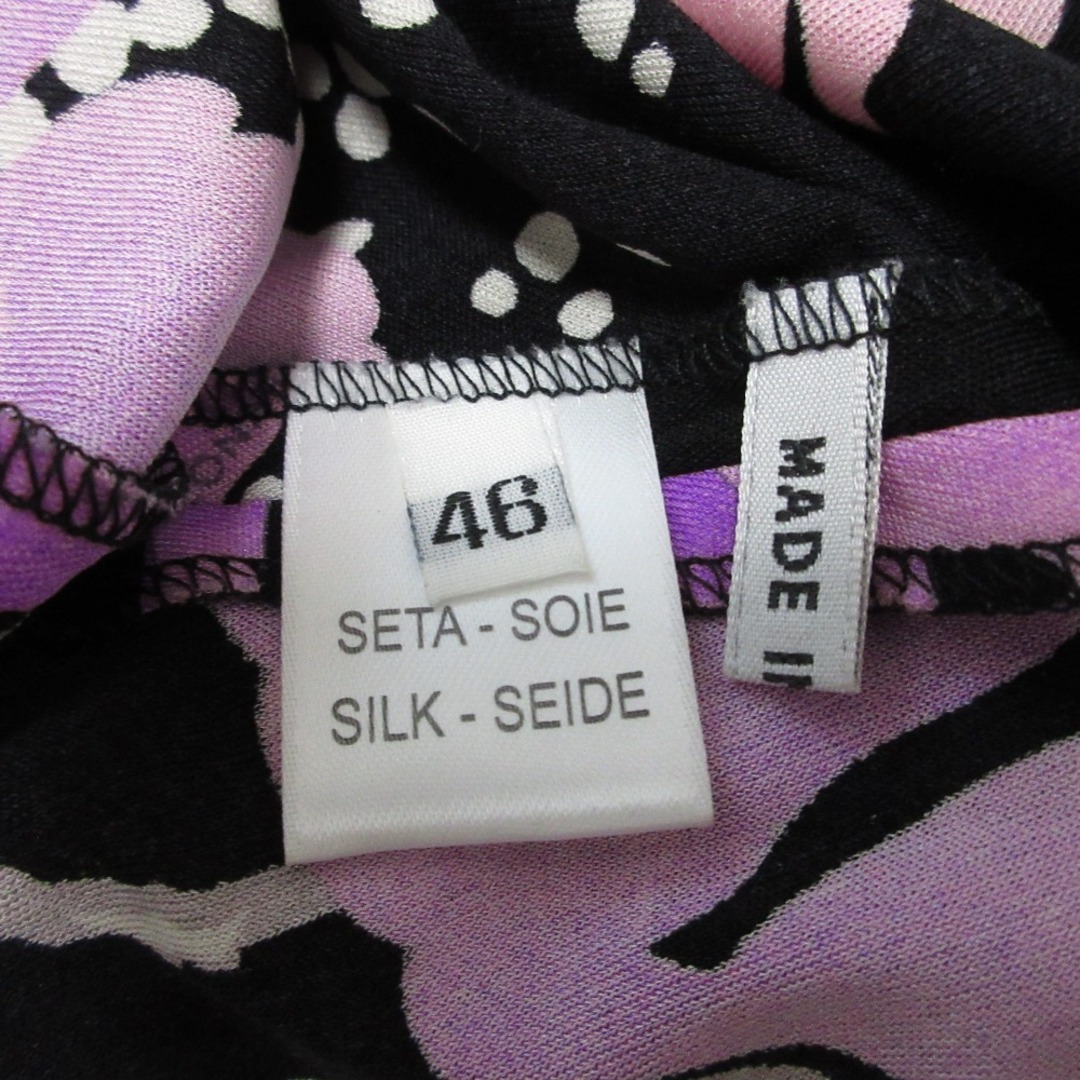 46
SETA - SOIE
SILK - SEIDE
MADE